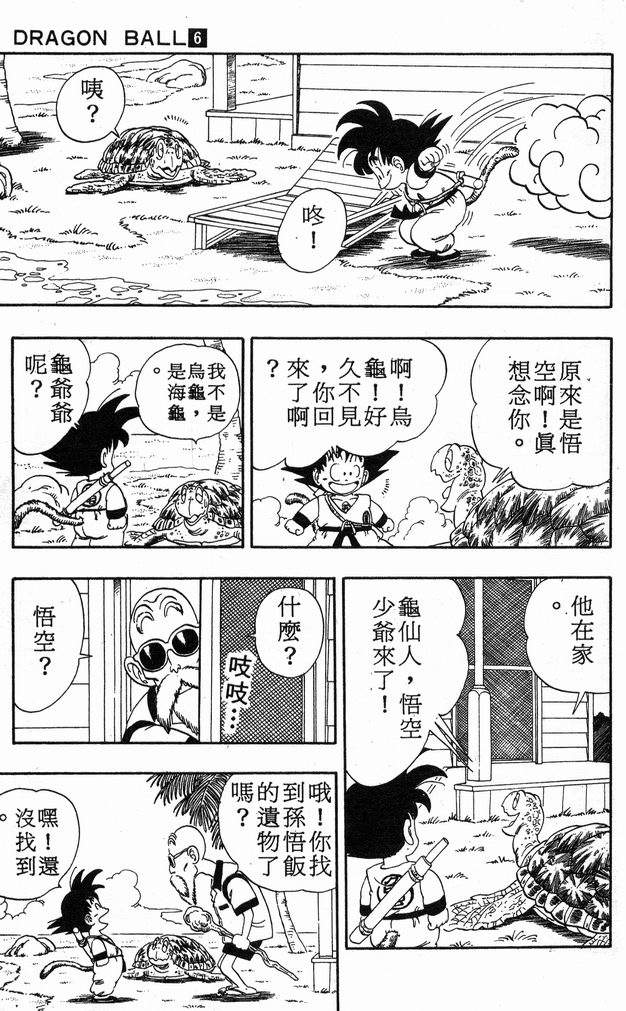 DRAGON BALL 6
咦？
咚！
原來是悟
空啊！眞
想念你。
啊！烏
龜！好
久不見
，你回
來了啊
？
我不是
烏龜，
是海龜
。
龜爺爺
呢？
他在家
。
龜仙人，悟空
少爺來了！
什麼？
吱吱…
悟空？
哦！你找
到孫悟飯
的遺物了
嗎？
嘿！還
沒找到
。